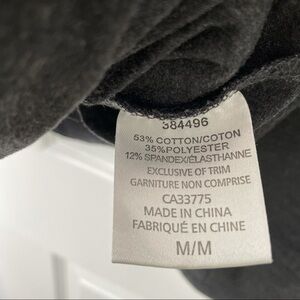 384496
53% COTTON/COTON
35%POLYESTER
12% SPANDEX/ÉLASTHANNE
EXCLUSIVE OF TRIM
GARNITURE NON COMPRISE
CA33775
MADE IN CHINA
FABRIQUÉ EN CHINE
M/M